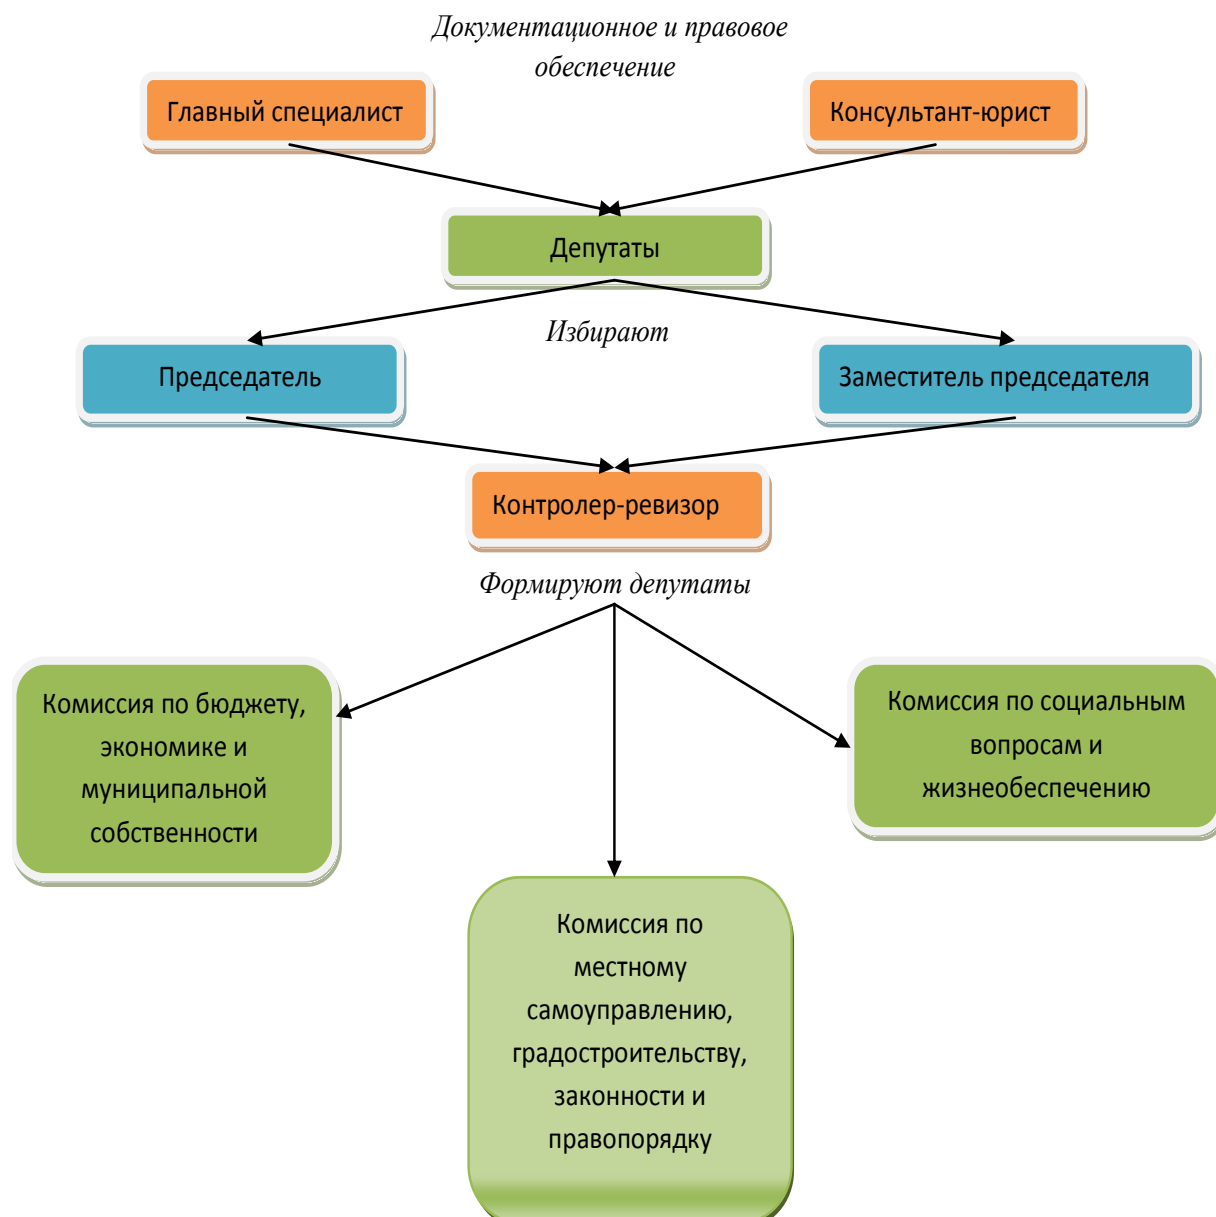 Документационное и правовое
обеспечение
Главный специалист
Консультант-юрист
Депутаты
Избирают
Председатель
Заместитель председателя
Контролер-ревизор
Формируют депутаты
Комиссия по бюджету,
экономике и
муниципальной
собственности
Комиссия по социальным
вопросам и
жизнеобеспечению
Комиссия по
местному
самоуправлению,
градостроительству,
законности и
правопорядку